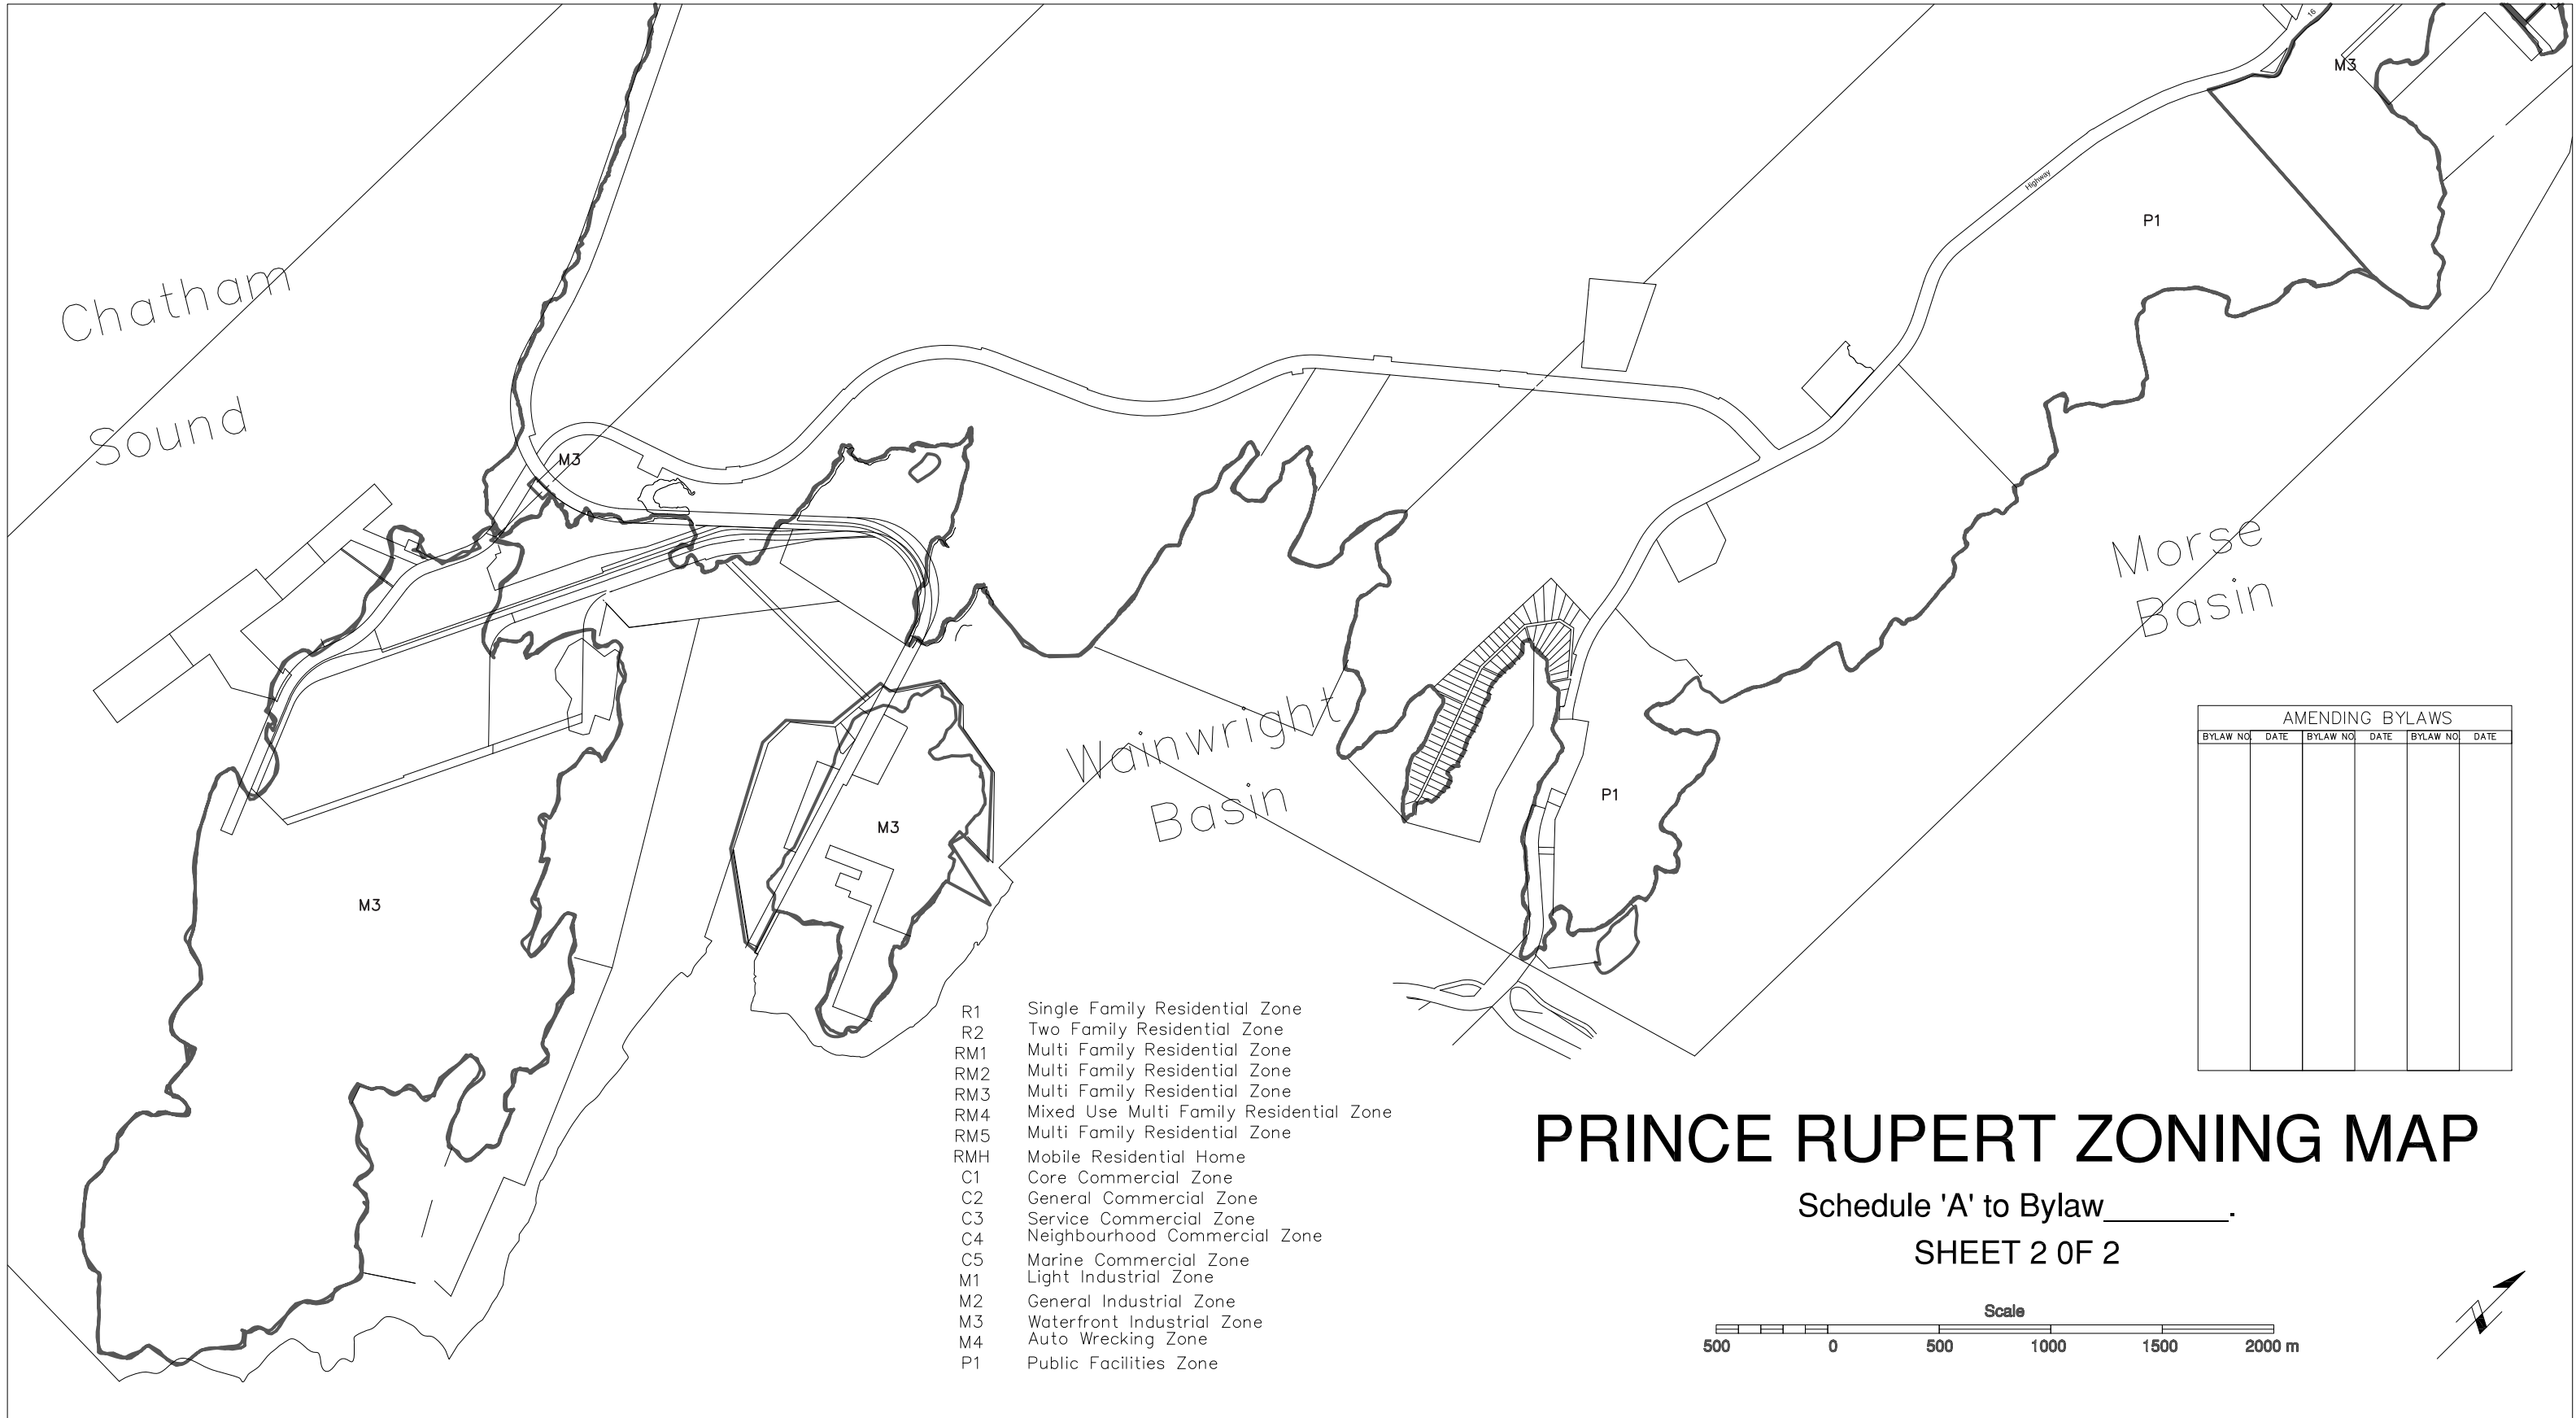 16
M3
Highway
P1
Chatham
Sound
M3
Morse
Basin
Wainwright
Basin
P1
M3
M3
AMENDING BYLAWS
BYLAW NO. DATE BYLAW NO. DATE BYLAW NO. DATE
R1 Single Family Residential Zone
R2 Two Family Residential Zone
RM1 Multi Family Residential Zone
RM2 Multi Family Residential Zone
RM3 Multi Family Residential Zone
RM4 Mixed Use Multi Family Residential Zone
RM5 Multi Family Residential Zone
RMH Mobile Residential Home
C1 Core Commercial Zone
C2 General Commercial Zone
C3 Service Commercial Zone
C4 Neighbourhood Commercial Zone
C5 Marine Commercial Zone
M1 Light Industrial Zone
M2 General Industrial Zone
M3 Waterfront Industrial Zone
M4 Auto Wrecking Zone
P1 Public Facilities Zone
PRINCE RUPERT ZONING MAP
Schedule 'A' to Bylaw________.
SHEET 2 0F 2
Scale
500 0 500 1000 1500 2000 m